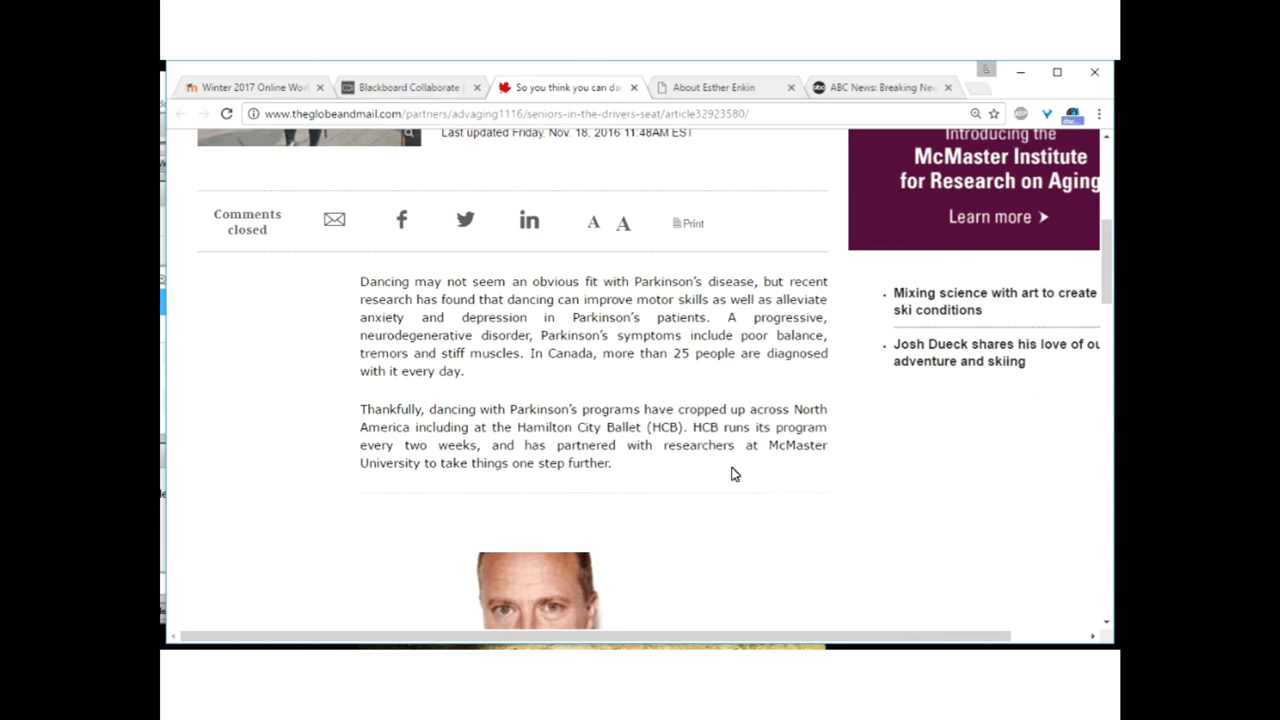 Winter 2017 Online Wor
Blackboard Collaborate
So you think you can da
About Esther Enkin
abc
ABC News: Breaking Ne
www.theglobeandmail.com/partners/advaging1116/seniors-in-the-drivers-seat/article32923580/
Last updated Friday, Nov. 18, 2016 11:48AM EST
Comments
closed
f
in
A A
Print
Dancing may not seem an obvious fit with Parkinson's disease, but recent
research has found that dancing can improve motor skills as well as alleviate
anxiety and depression in Parkinson's patients. A progressive,
neurodegenerative disorder, Parkinson's symptoms include poor balance,
tremors and stiff muscles. In Canada, more than 25 people are diagnosed
with it every day.
Thankfully, dancing with Parkinson's programs have cropped up across North
America including at the Hamilton City Ballet (HCB). HCB runs its program
every two weeks, and has partnered with researchers at McMaster
University to take things one step further.
Introducing the
McMaster Institute
for Research on Aging
Learn more
Mixing science with art to create
ski conditions
Josh Dueck shares his love of ou
adventure and skiing